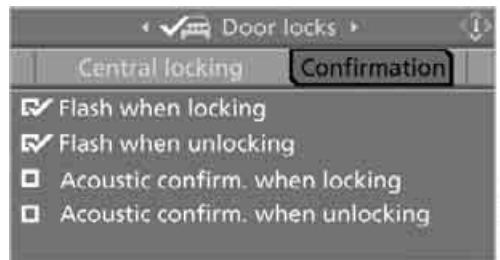 Door locks
Central locking Confirmation
Flash when locking
Flash when unlocking
Acoustic confirm. when locking
Acoustic confirm. when unlocking